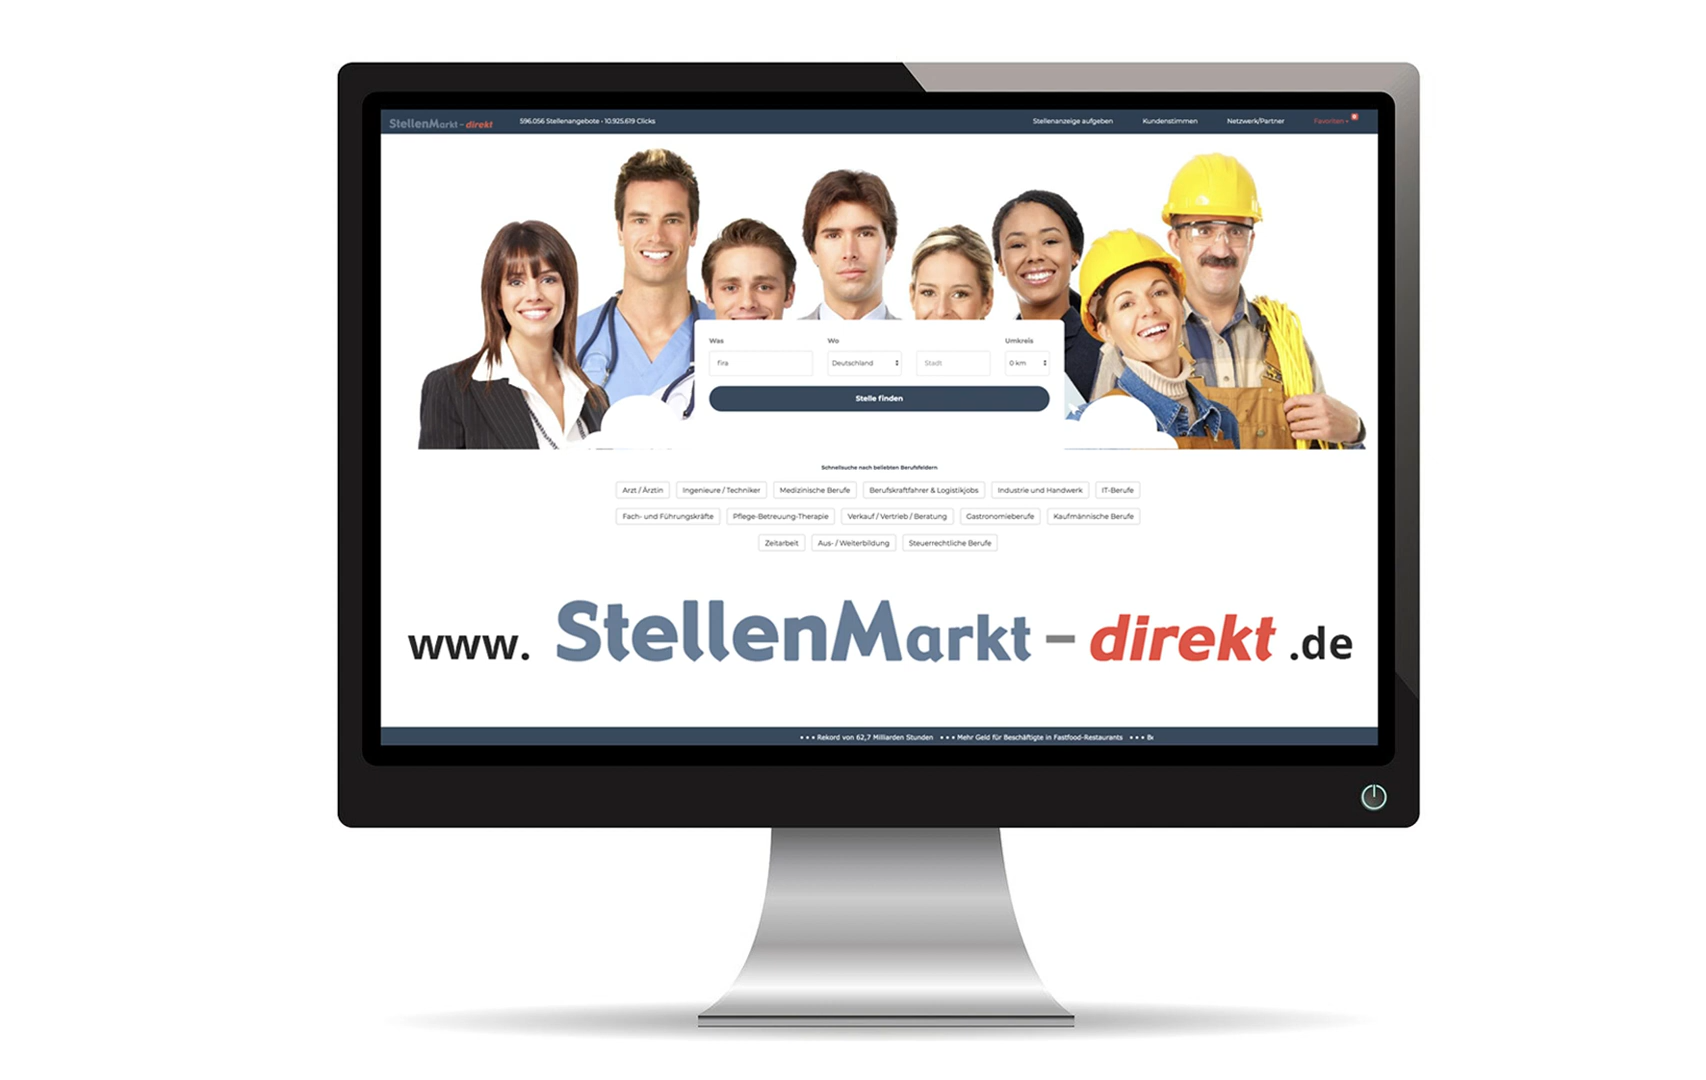 StellenMarkt - direkt 596.056 Stellenangebote - 10.925.619 Clicks Stellenanzeige aufgeben Kundenstimmen Netzwerk/Partner Favoriten
Was Wo Umkreis
fira Deutschland Stadt 0 km
Stelle finden
Schnellsuche nach beliebten Berufsfeldern
Arzt / Ärztin Ingenieure / Techniker Medizinische Berufe Berufskraftfahrer & Logistikjobs Industrie und Handwerk IT-Berufe
Fach- und Führungskräfte Pflege-Betreuung-Therapie Verkauf / Vertrieb / Beratung Gastronomieberufe Kaufmännische Berufe
Zeitarbeit Aus- / Weiterbildung Steuerrechtliche Berufe
www. StellenMarkt - direkt .de
• • • Rekord von 62,7 Milliarden Stunden • • • Mehr Geld für Beschäftigte in Fastfood-Restaurants • • •